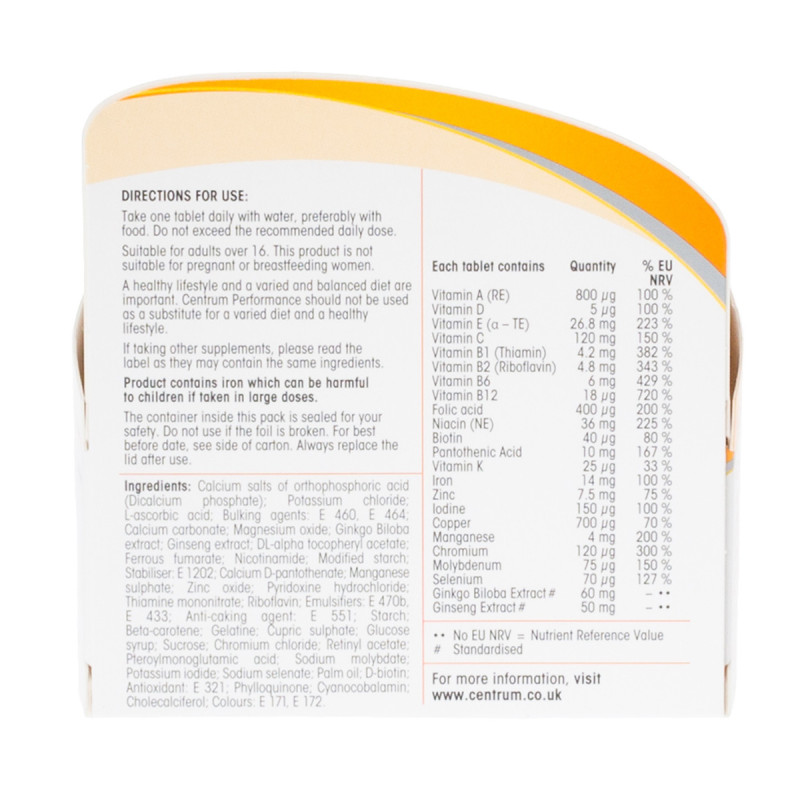 DIRECTIONS FOR USE:
Take one tablet daily with water, preferably with
food. Do not exceed the recommended daily dose.
Suitable for adults over 16. This product is not
suitable for pregnant or breastfeeding women.
A healthy lifestyle and a varied and balanced diet are
important. Centrum Performance should not be used
as a substitute for a varied diet and a healthy
lifestyle.
If taking other supplements, please read the
label as they may contain the same ingredients.
Product contains iron which can be harmful
to children if taken in large doses.
The container inside this pack is sealed for your
safety. Do not use if the foil is broken. For best
before date, see side of carton. Always replace the
lid after use.
Ingredients: Calcium salts of orthophosphoric acid
(Dicalcium phosphate); Potassium chloride;
L-ascorbic acid; Bulking agents: E 460, E 464;
Calcium carbonate; Magnesium oxide; Ginkgo Biloba
extract; Ginseng extract; DL-alpha tocopheryl acetate;
Ferrous fumarate; Nicotinamide; Modified starch;
Stabiliser: E 1202; Calcium D-pantothenate; Manganese
sulphate; Zinc oxide; Pyridoxine hydrochloride;
Thiamine mononitrate; Riboflavin; Emulsifiers: E 470b,
E 433; Anti-caking agent: E 551; Starch;
Beta-carotene; Gelatine; Cupric sulphate; Glucose
syrup; Sucrose; Chromium chloride; Retinyl acetate;
Pteroylmonoglutamic acid; Sodium molybdate;
Potassium iodide; Sodium selenate; Palm oil; D-biotin;
Antioxidant: E 321; Phylloquinone; Cyanocobalamin;
Cholecalciferol; Colours: E 171, E 172.
Each tablet contains Quantity % EU
NRV
Vitamin A (RE) 800 µg 100 %
Vitamin D 5 µg 100 %
Vitamin E (α – TE) 26.8 mg 223 %
Vitamin C 120 mg 150 %
Vitamin B1 (Thiamin) 4.2 mg 382 %
Vitamin B2 (Riboflavin) 4.8 mg 343 %
Vitamin B6 6 mg 429 %
Vitamin B12 18 µg 720 %
Folic acid 400 µg 200 %
Niacin (NE) 36 mg 225 %
Biotin 40 µg 80 %
Pantothenic Acid 10 mg 167 %
Vitamin K 25 µg 33 %
Iron 14 mg 100 %
Zinc 7.5 mg 75 %
Iodine 150 µg 100 %
Copper 700 µg 70 %
Manganese 4 mg 200 %
Chromium 120 µg 300 %
Molybdenum 75 µg 150 %
Selenium 70 µg 127 %
Ginkgo Biloba Extract # 60 mg – ••
Ginseng Extract # 50 mg – ••
•• No EU NRV = Nutrient Reference Value
# Standardised
For more information, visit
www.centrum.co.uk